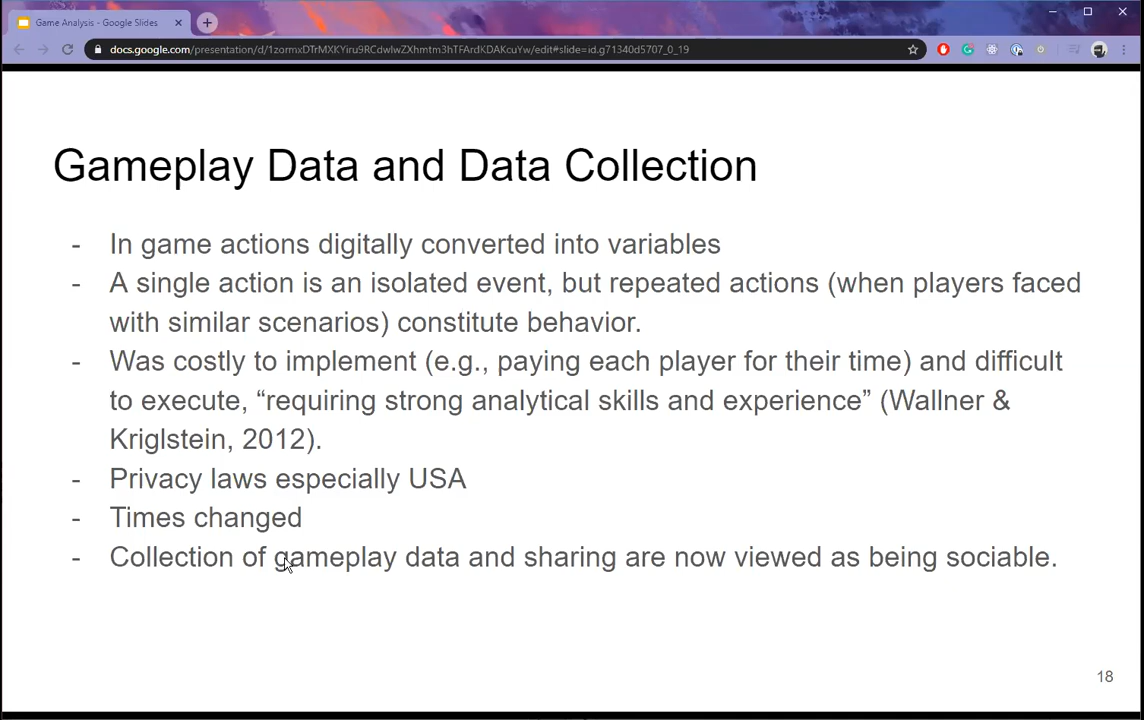 Game Analysis - Google Slides
docs.google.com/presentation/d/1zormxDTrMXKYiru9RCdwlwZXhmtm3hTFArdKDAKcuYw/edit#slide=id.g71340d5707_0_19
Gameplay Data and Data Collection
- In game actions digitally converted into variables
- A single action is an isolated event, but repeated actions (when players faced
with similar scenarios) constitute behavior.
- Was costly to implement (e.g., paying each player for their time) and difficult
to execute, “requiring strong analytical skills and experience” (Wallner &
Kriglstein, 2012).
- Privacy laws especially USA
- Times changed
- Collection of gameplay data and sharing are now viewed as being sociable.
18